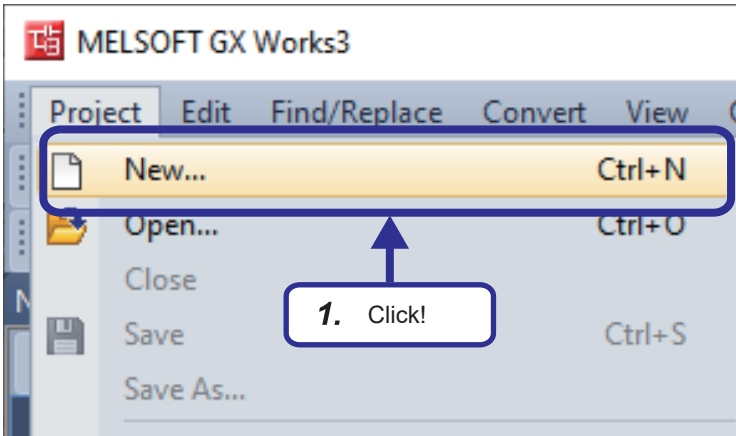 MELSOFT GX Works3
Project Edit Find/Replace Convert View
New... Ctrl+N
Open... Ctrl+O
Close
1. Click!
Save Ctrl+S
Save As...